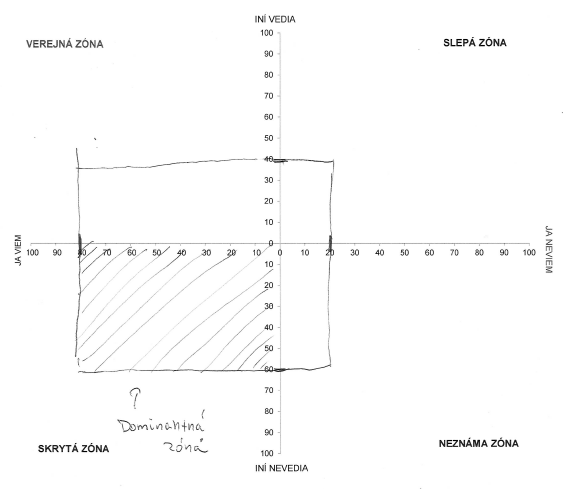 INÍ VEDIA
VEREJNÁ ZÓNA
SLEPÁ ZÓNA
100
90
80
70
60
50
40
30
20
10
0
JA VIEM
100 90 80 70 60 50 40 30 20 10 0 10 20 30 40 50 60 70 80 90 100
JA NEVIEM
10
20
30
40
50
60
70
80
90
100
Dominantná
zóna
SKRYTÁ ZÓNA
NEZNÁMA ZÓNA
INÍ NEVEDIA